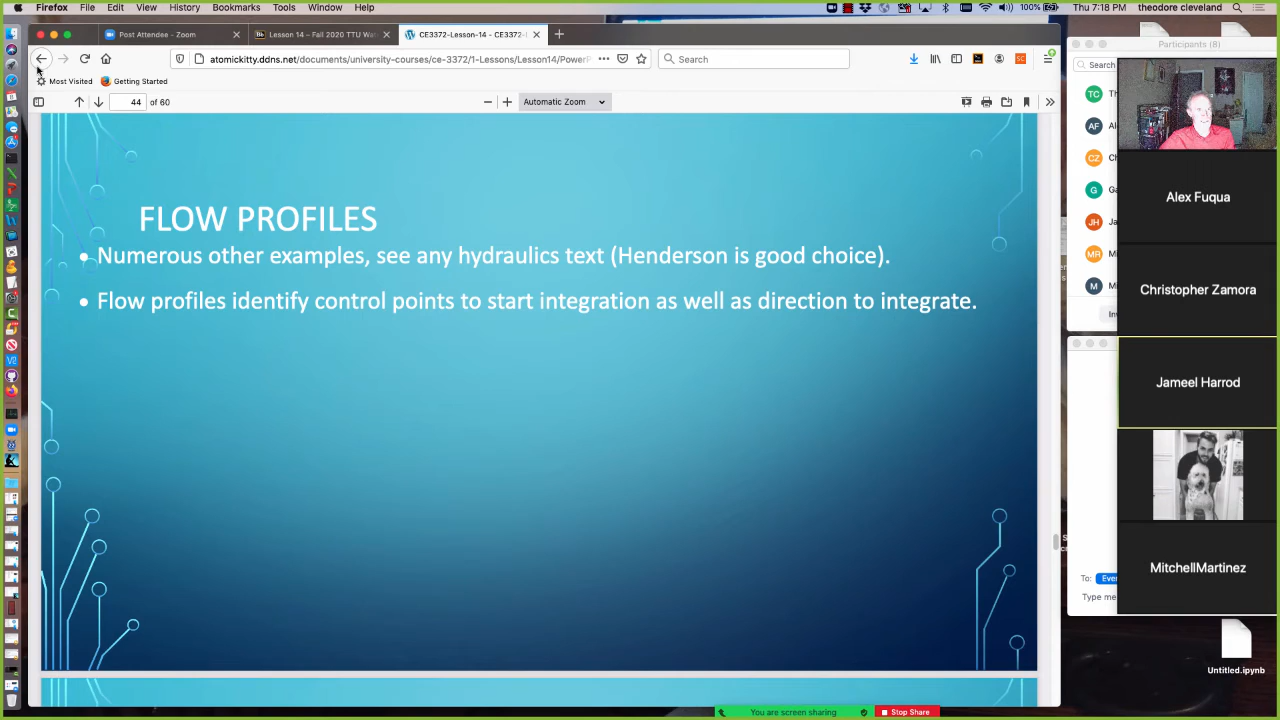 Firefox File Edit View History Bookmarks Tools Window Help
100% Thu 7:18 PM theodore cleveland
Post Attendee - Zoom
Lesson 14 – Fall 2020 TTU Wat
CE3372-Lesson-14 - CE3372-L
atomickitty.ddns.net/documents/university-courses/ce-3372/1-Lessons/Lesson14/PowerP
Search
Most Visited Getting Started
44 of 60
Automatic Zoom
FLOW PROFILES
• Numerous other examples, see any hydraulics text (Henderson is good choice).
• Flow profiles identify control points to start integration as well as direction to integrate.
Participants (8)
Search
TC Th
AF Al
CZ Ch
G Ga
JH Ja
MR Mi
M Mi
Inv
Alex Fuqua
Christopher Zamora
Jameel Harrod
MitchellMartinez
To: Eve
Type me
Untitled.ipynb
You are screen sharing
Stop Share